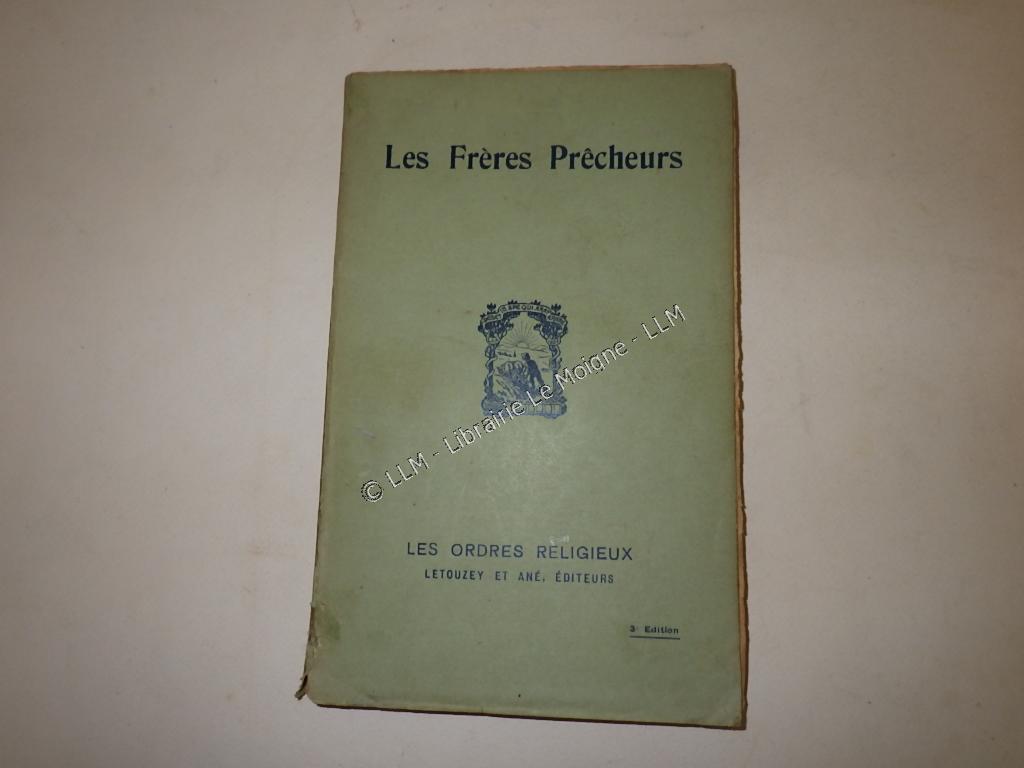 Les Frères Prêcheurs
© LLM - Librairie Le Moigne - LLM
LES ORDRES RELIGIEUX
LETOUZEY ET ANÉ, ÉDITEURS
3e Edition